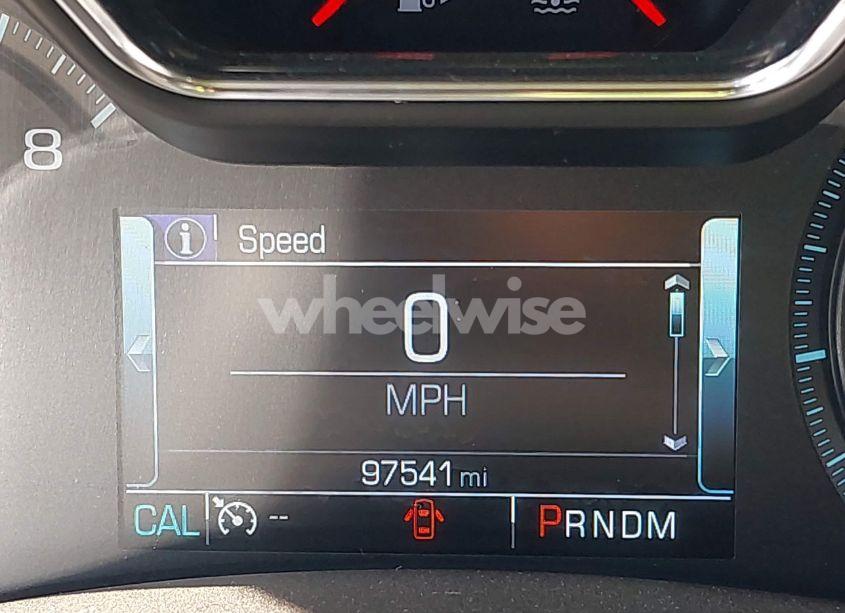 8
Speed
wheelwise
0
MPH
97541 mi
CAL -- PRNDM